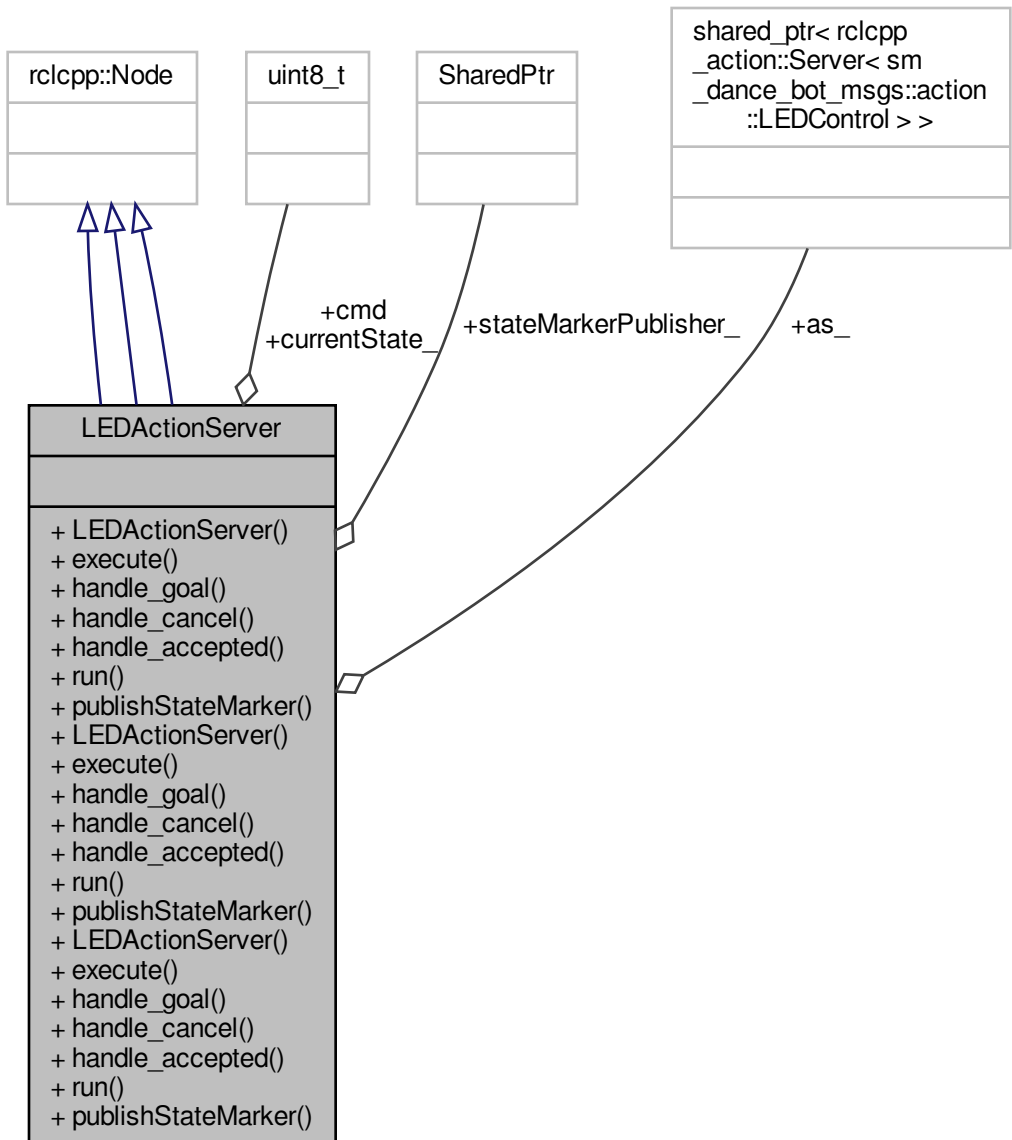 rclcpp::Node
uint8_t
SharedPtr
shared_ptr< rclcpp
_action::Server< sm
_dance_bot_msgs::action
::LEDControl > >
+cmd
+currentState_
+stateMarkerPublisher_
+as_
LEDActionServer
+ LEDActionServer()
+ execute()
+ handle_goal()
+ handle_cancel()
+ handle_accepted()
+ run()
+ publishStateMarker()
+ LEDActionServer()
+ execute()
+ handle_goal()
+ handle_cancel()
+ handle_accepted()
+ run()
+ publishStateMarker()
+ LEDActionServer()
+ execute()
+ handle_goal()
+ handle_cancel()
+ handle_accepted()
+ run()
+ publishStateMarker()